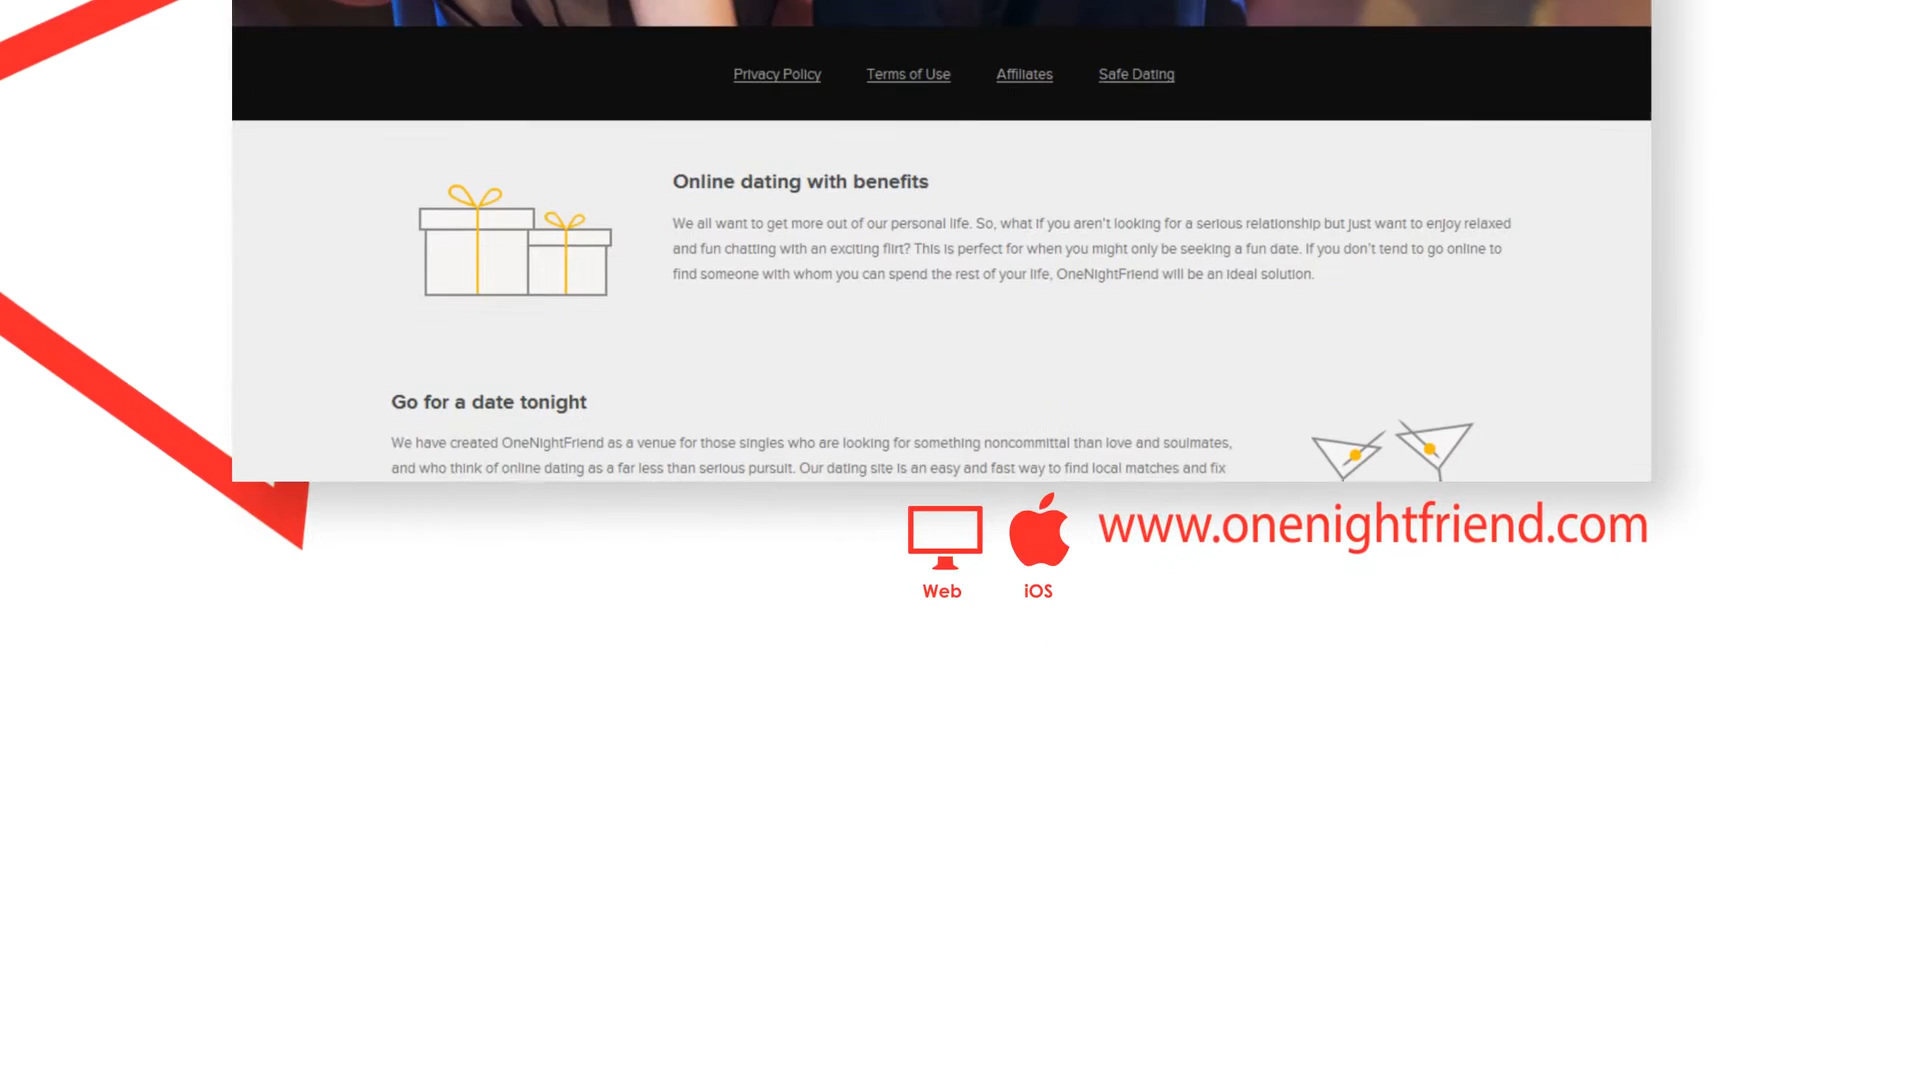 Privacy Policy Terms of Use Affiliates Safe Dating
Online dating with benefits
We all want to get more out of our personal life. So, what if you aren't looking for a serious relationship but just want to enjoy relaxed
and fun chatting with an exciting flirt? This is perfect for when you might only be seeking a fun date. If you don't tend to go online to
find someone with whom you can spend the rest of your life, OneNightFriend will be an ideal solution.
Go for a date tonight
We have created OneNightFriend as a venue for those singles who are looking for something noncommittal than love and soulmates,
and who think of online dating as a far less than serious pursuit. Our dating site is an easy and fast way to find local matches and fix
www.onenightfriend.com
Web iOS